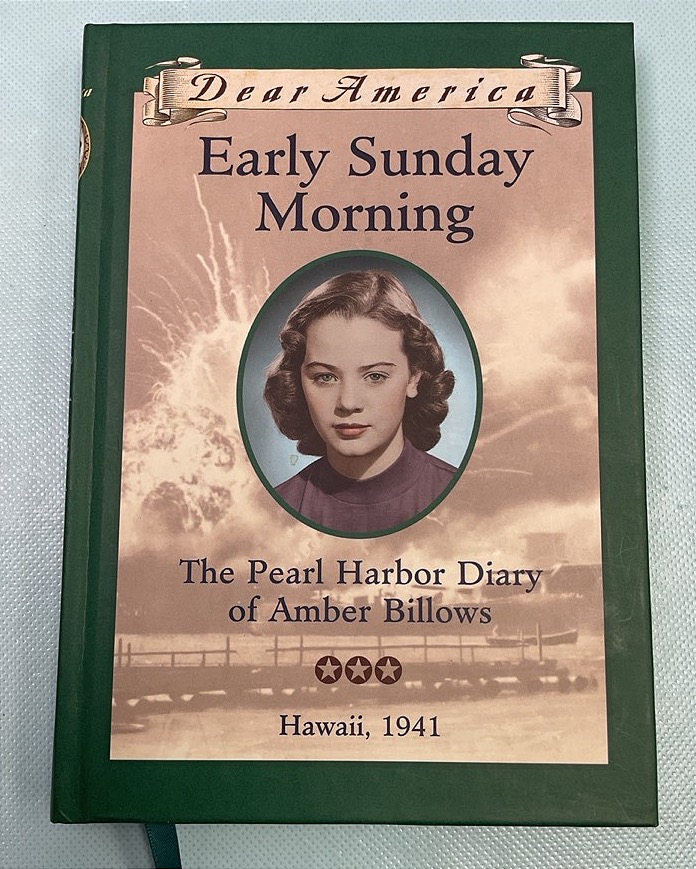 Dear America
Early Sunday
Morning
The Pearl Harbor Diary
of Amber Billows
Hawaii, 1941